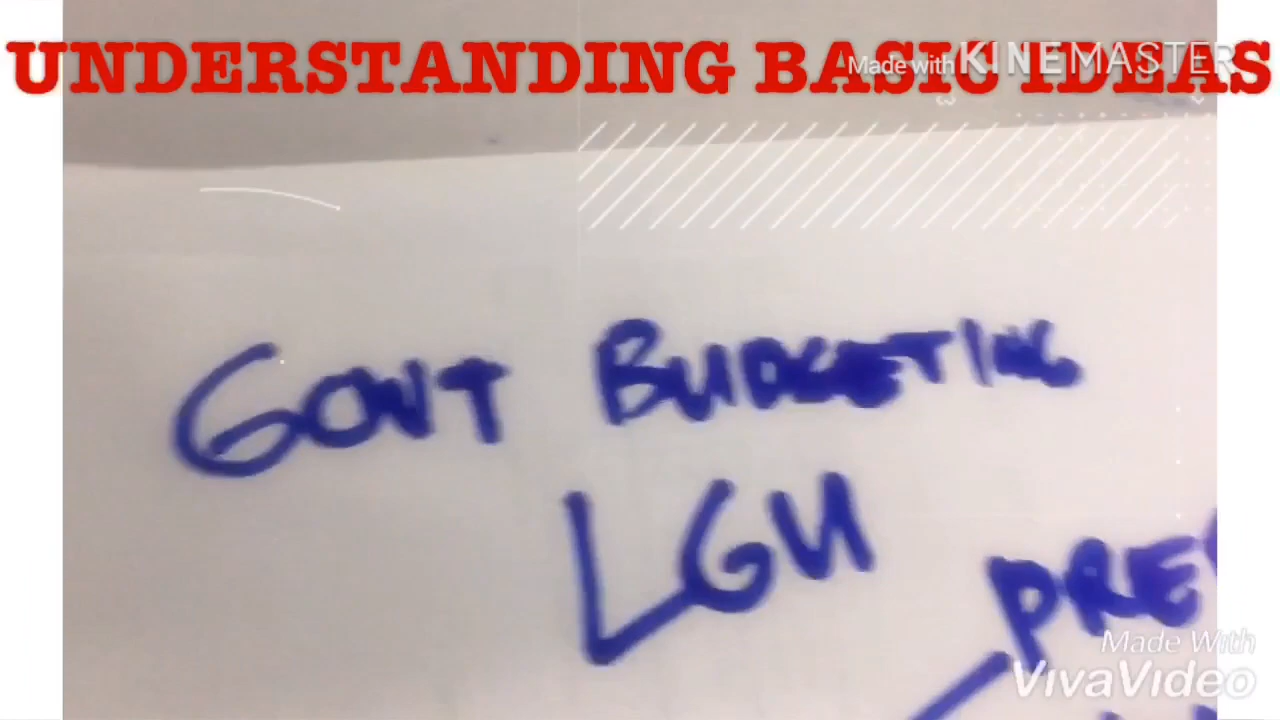 UNDERSTANDING BASIC IDEAS
Made with KINEMASTER
GOVT BUDGETING
LGU
Made With
VivaVideo